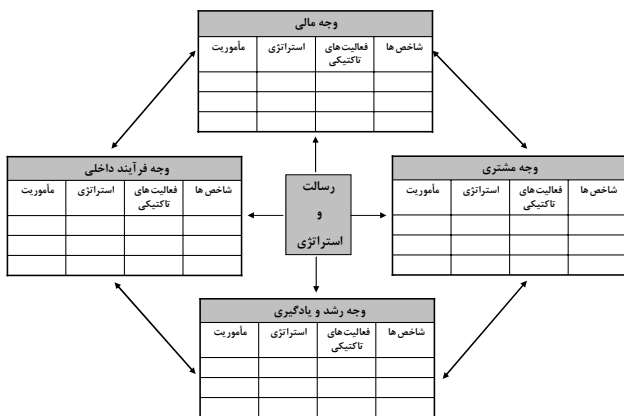 وجه مالی
شاخص‌ها فعالیت‌های تاکتیکی استراتژی مأموریت
وجه مشتری
شاخص‌ها فعالیت‌های تاکتیکی استراتژی مأموریت
رسالت
و
استراتژی
وجه فرآیند داخلی
شاخص‌ها فعالیت‌های تاکتیکی استراتژی مأموریت
وجه رشد و یادگیری
شاخص‌ها فعالیت‌های تاکتیکی استراتژی مأموریت